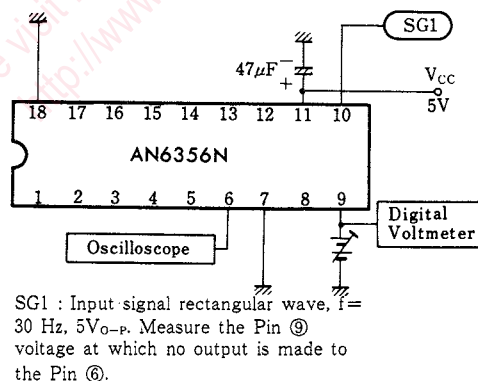 SG1
47μF
−
+
VCC
5V
18 17 16 15 14 13 12 11 10
AN6356N
1 2 3 4 5 6 7 8 9
Oscilloscope
Digital
Voltmeter
SG1 : Input signal rectangular wave, f=
30 Hz, 5V0-P. Measure the Pin ⑨
voltage at which no output is made to
the Pin ⑥.
http://www